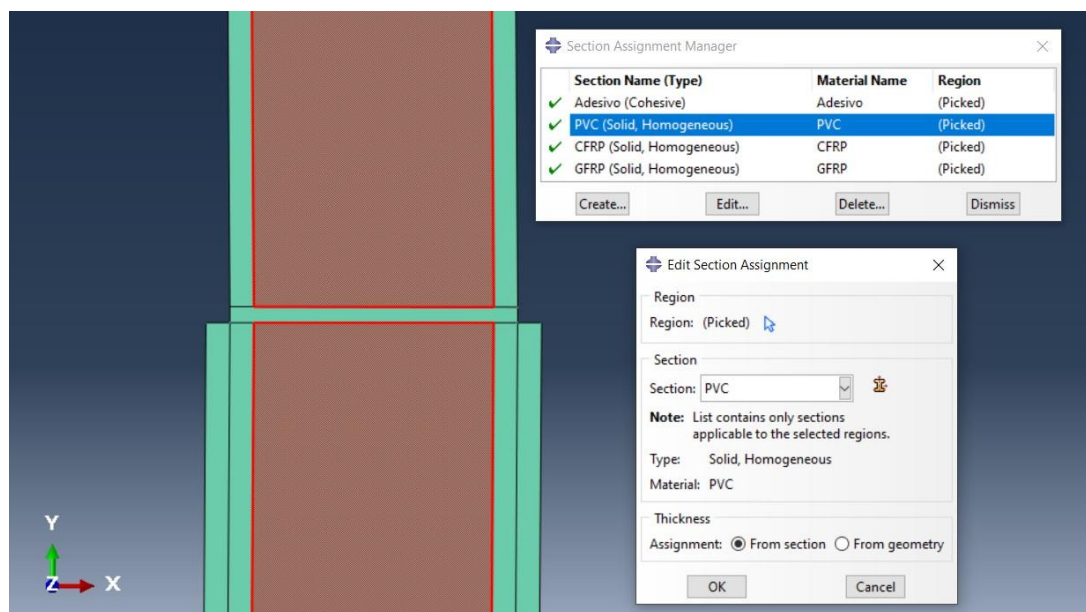 Section Assignment Manager
Section Name (Type) Material Name Region
Adesivo (Cohesive) Adesivo (Picked)
PVC (Solid, Homogeneous) PVC (Picked)
CFRP (Solid, Homogeneous) CFRP (Picked)
GFRP (Solid, Homogeneous) GFRP (Picked)
Create... Edit... Delete... Dismiss
Edit Section Assignment
Region
Region: (Picked)
Section
Section: PVC
Note: List contains only sections
applicable to the selected regions.
Type: Solid, Homogeneous
Material: PVC
Thickness
Assignment: From section From geometry
OK Cancel
Y
Z X